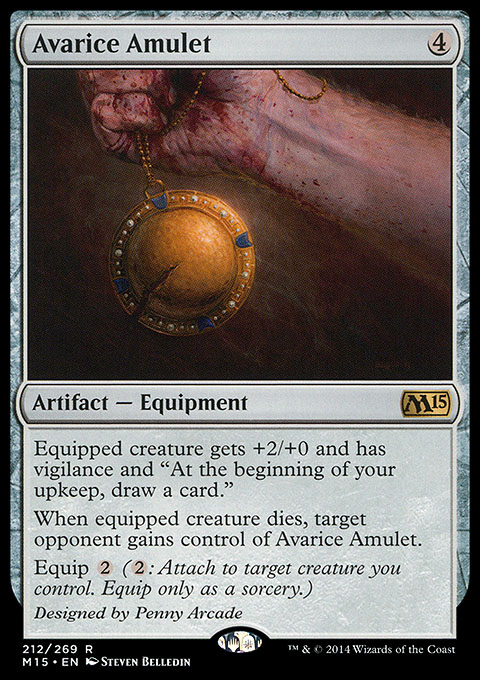 Avarice Amulet 4
Artifact — Equipment M15
Equipped creature gets +2/+0 and has
vigilance and “At the beginning of your
upkeep, draw a card.”
When equipped creature dies, target
opponent gains control of Avarice Amulet.
Equip 2 (2: Attach to target creature you
control. Equip only as a sorcery.)
Designed by Penny Arcade
212/269 R
M15 • EN Steven Belledin
™ & © 2014 Wizards of the Coast